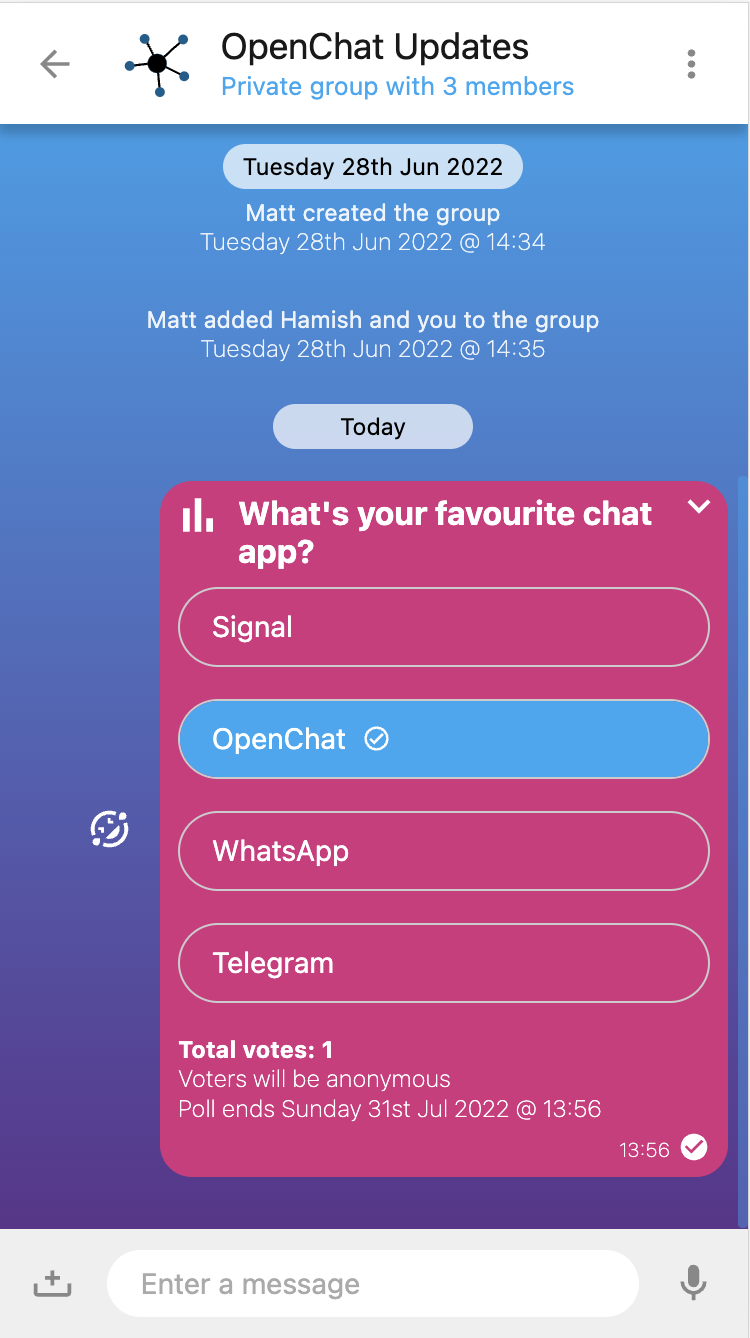 OpenChat Updates
Private group with 3 members
Tuesday 28th Jun 2022
Matt created the group
Tuesday 28th Jun 2022 @ 14:34
Matt added Hamish and you to the group
Tuesday 28th Jun 2022 @ 14:35
Today
What's your favourite chat
app?
Signal
OpenChat
WhatsApp
Telegram
Total votes: 1
Voters will be anonymous
Poll ends Sunday 31st Jul 2022 @ 13:56
13:56
Enter a message